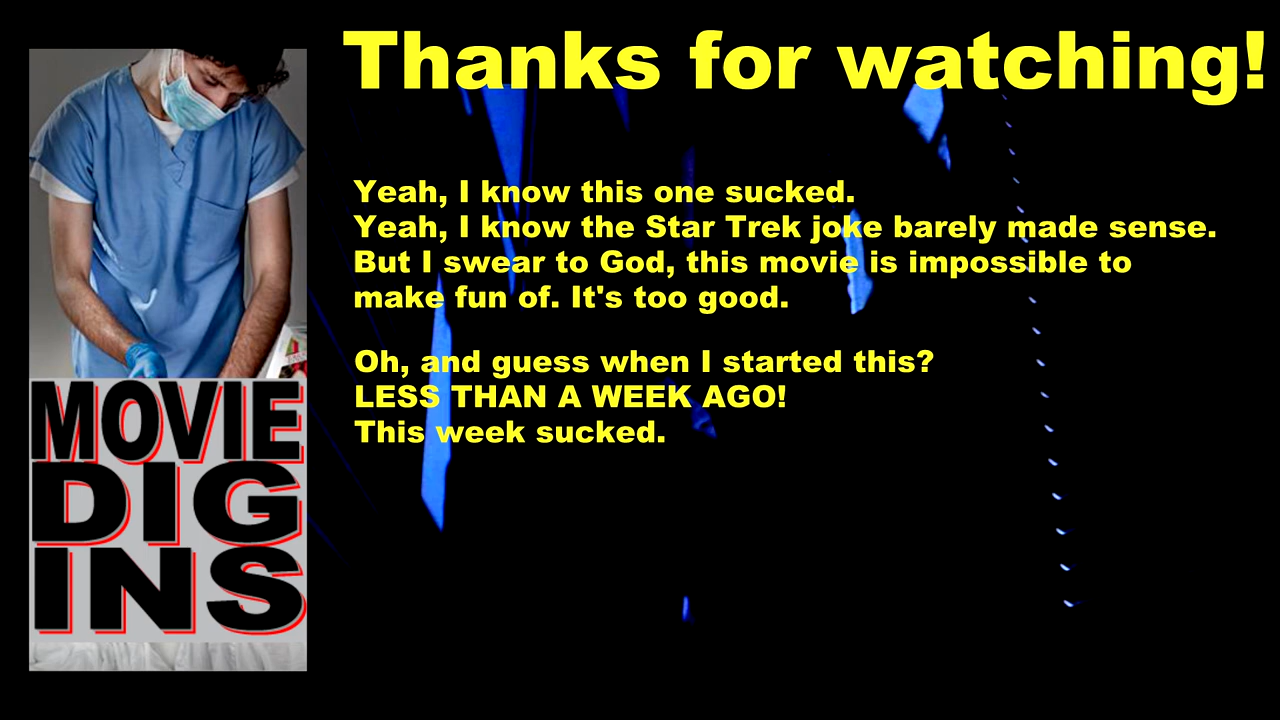 Thanks for watching!
Yeah, I know this one sucked.
Yeah, I know the Star Trek joke barely made sense.
But I swear to God, this movie is impossible to
make fun of. It's too good.
Oh, and guess when I started this?
LESS THAN A WEEK AGO!
This week sucked.
MOVIE
DIG
INS